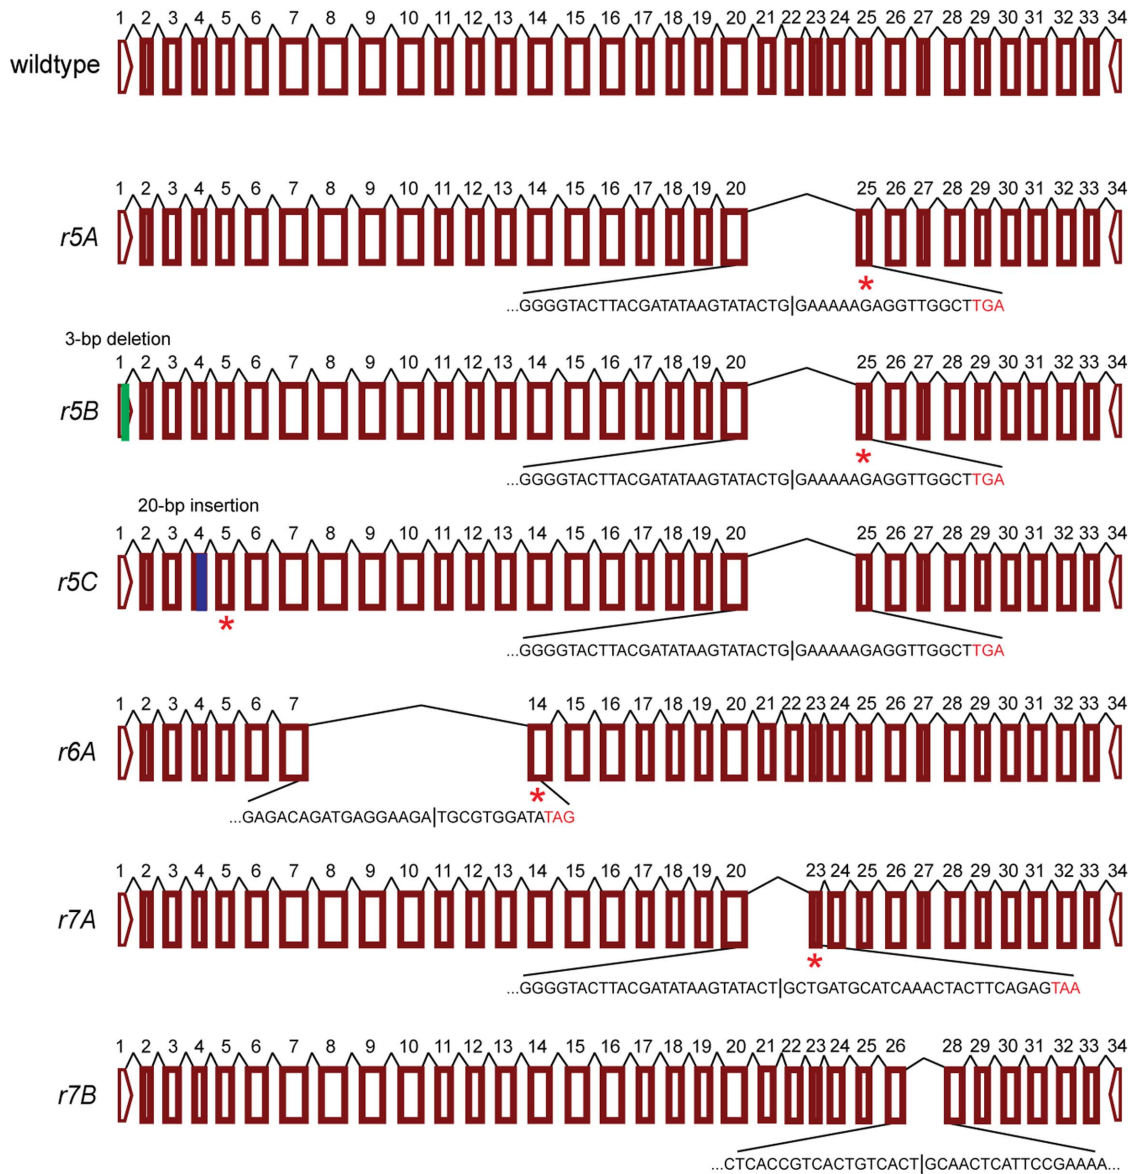 1 2 3 4 5 6 7 8 9 10 11 12 13 14 15 16 17 18 19 20 21 22 23 24 25 26 27 28 29 30 31 32 33 34
wildtype
1 2 3 4 5 6 7 8 9 10 11 12 13 14 15 16 17 18 19 20 25 26 27 28 29 30 31 32 33 34
r5A
*
...GGGGTACTTACGATATAAGTATACTG|GAAAAAGAGGTTGGCTTGA
3-bp deletion
1 2 3 4 5 6 7 8 9 10 11 12 13 14 15 16 17 18 19 20 25 26 27 28 29 30 31 32 33 34
r5B
*
...GGGGTACTTACGATATAAGTATACTG|GAAAAAGAGGTTGGCTTGA
20-bp insertion
1 2 3 4 5 6 7 8 9 10 11 12 13 14 15 16 17 18 19 20 25 26 27 28 29 30 31 32 33 34
r5C
*
...GGGGTACTTACGATATAAGTATACTG|GAAAAAGAGGTTGGCTTGA
1 2 3 4 5 6 7 14 15 16 17 18 19 20 21 22 23 24 25 26 27 28 29 30 31 32 33 34
r6A
*
...GAGACAGATGAGGAAGA|TGCGTGGATATAG
1 2 3 4 5 6 7 8 9 10 11 12 13 14 15 16 17 18 19 20 23 24 25 26 27 28 29 30 31 32 33 34
r7A
*
...GGGGTACTTACGATATAAGTATACT|GCTGATGCATCAAACTACTTCAGAGTAA
1 2 3 4 5 6 7 8 9 10 11 12 13 14 15 16 17 18 19 20 21 22 23 24 25 26 28 29 30 31 32 33 34
r7B
...CTCACCGTCACTGTCACT|GCAACTCATTCCGAAAA...